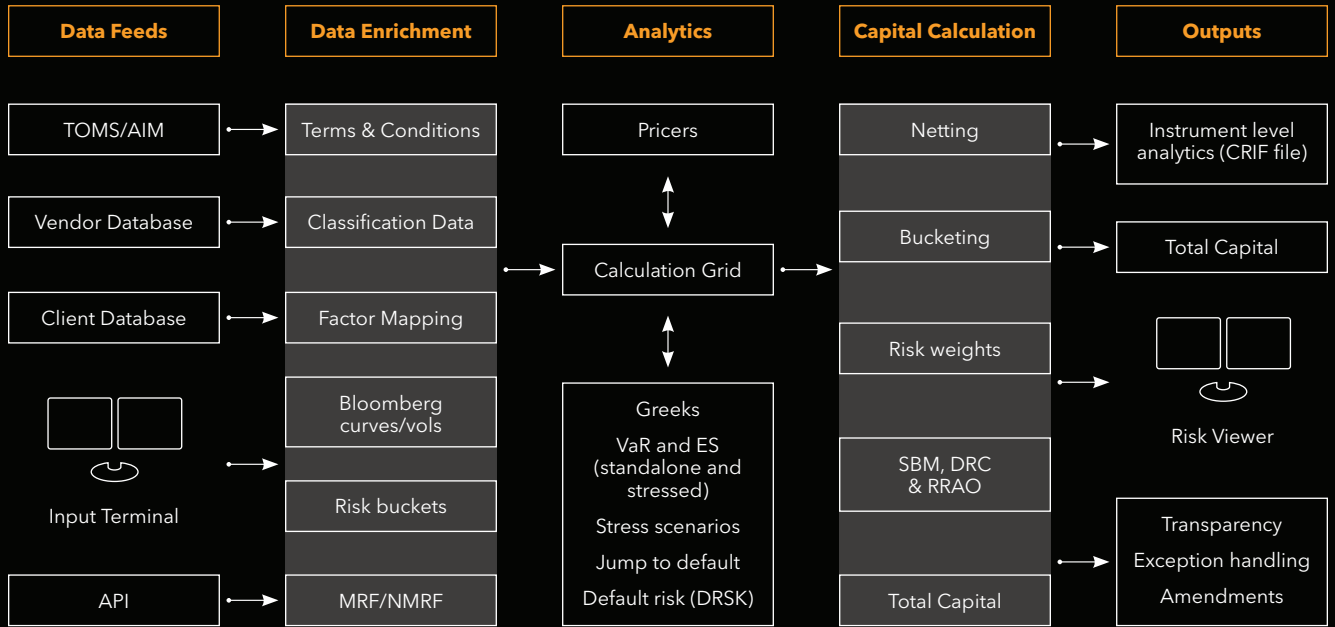 Data Feeds
Data Enrichment
Analytics
Capital Calculation
Outputs
TOMS/AIM
Vendor Database
Client Database
Input Terminal
API
Terms & Conditions
Classification Data
Factor Mapping
Bloomberg
curves/vols
Risk buckets
MRF/NMRF
Pricers
Calculation Grid
Greeks
VaR and ES
(standalone and
stressed)
Stress scenarios
Jump to default
Default risk (DRSK)
Netting
Bucketing
Risk weights
SBM, DRC
& RRAO
Total Capital
Instrument level
analytics (CRIF file)
Total Capital
Risk Viewer
Transparency
Exception handling
Amendments